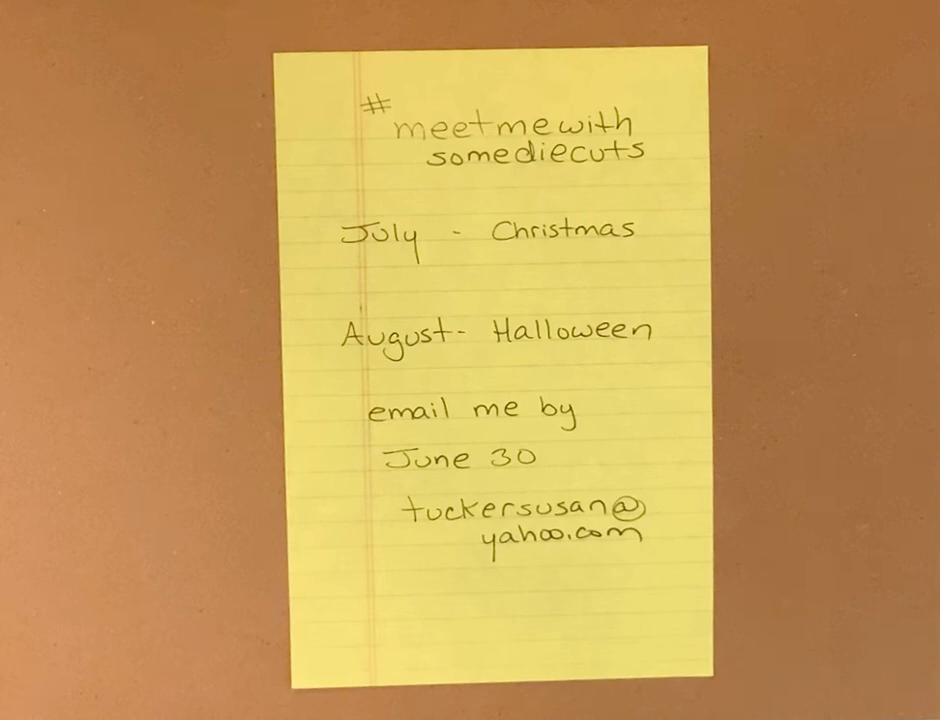 #
meetmewith
somediecuts
July - Christmas
August- Halloween
email me by
June 30
tuckersusan@
yahoo.com